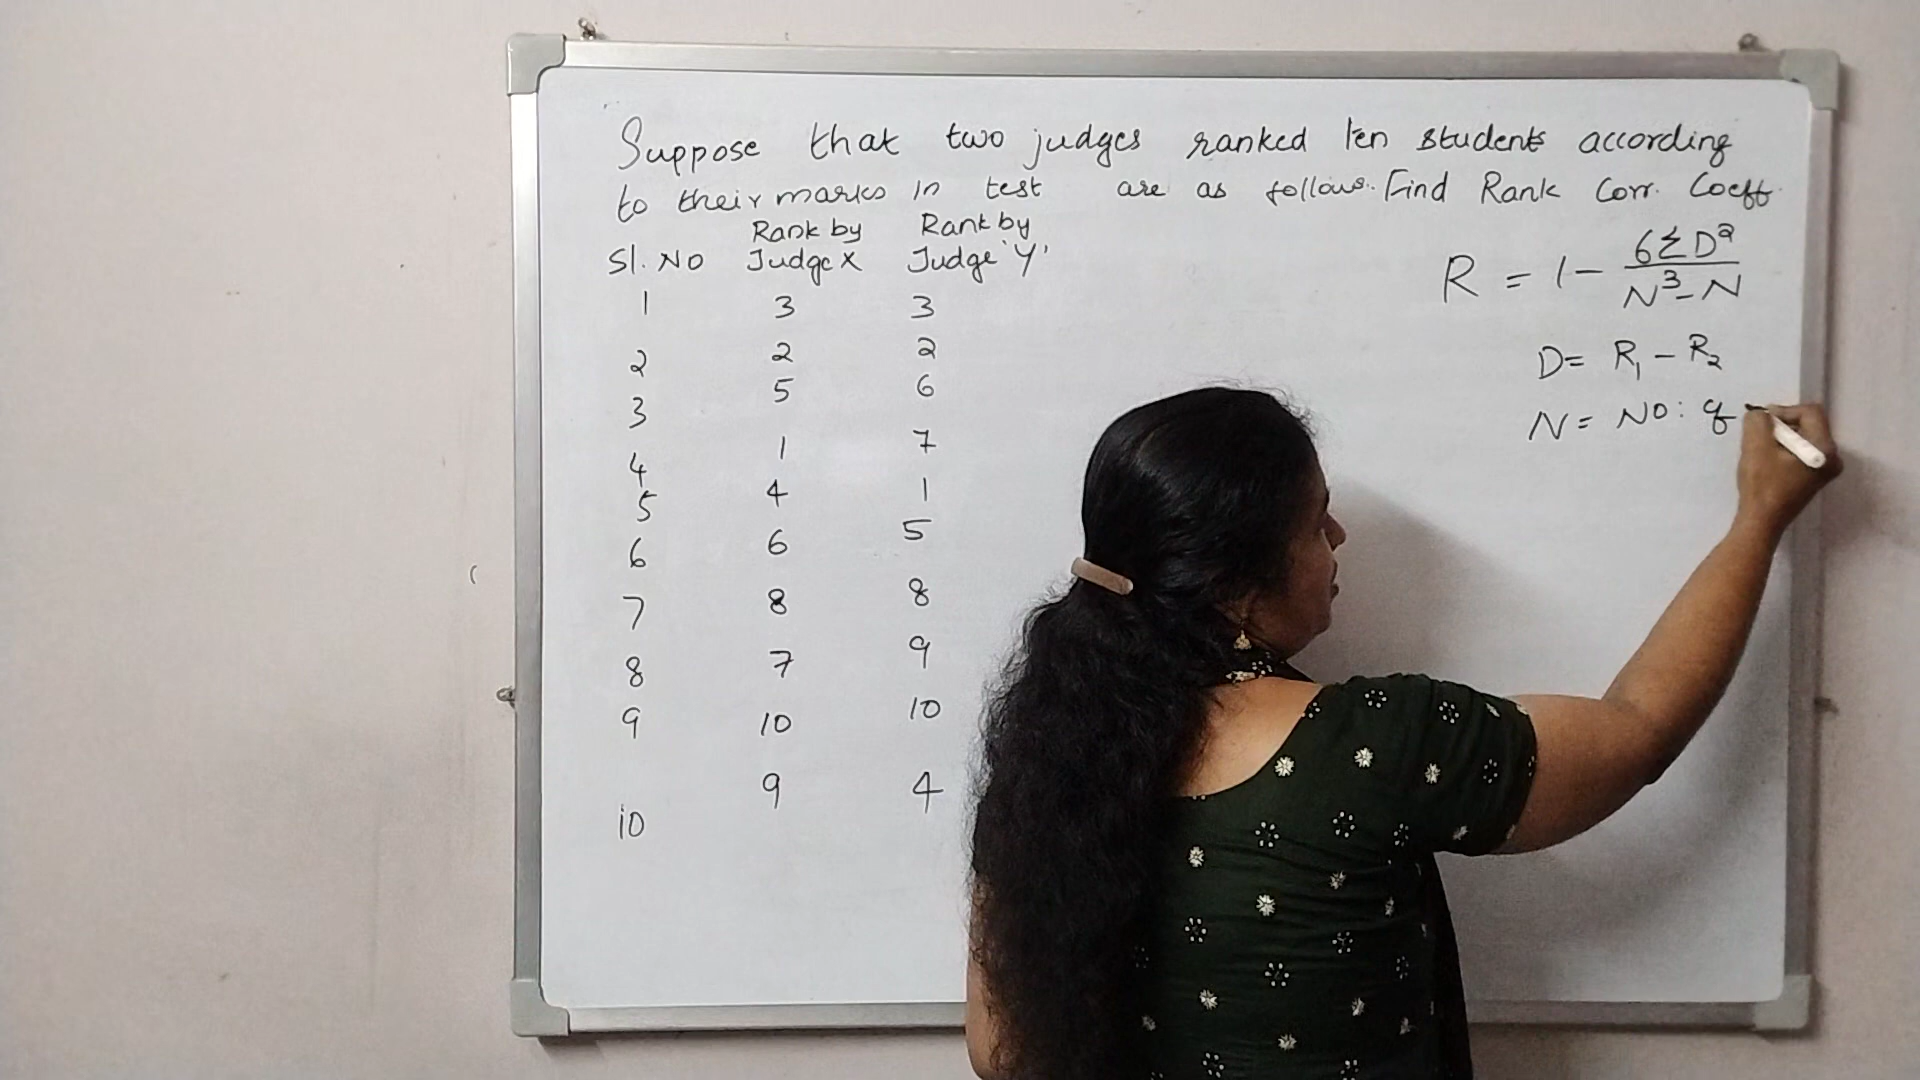 Suppose that two judges ranked ten students according
to their marks in test are as follows. Find Rank Corr. Coeff.
Sl. No Rank by Judge X Rank by Judge 'Y'
1 3 3
2 2 2
3 5 6
4 1 7
5 4 1
6 6 5
7 8 8
8 7 9
9 10 10
10 9 4
R = 1 - 6ΣD² / N³-N
D = R₁ - R₂
N = No: of